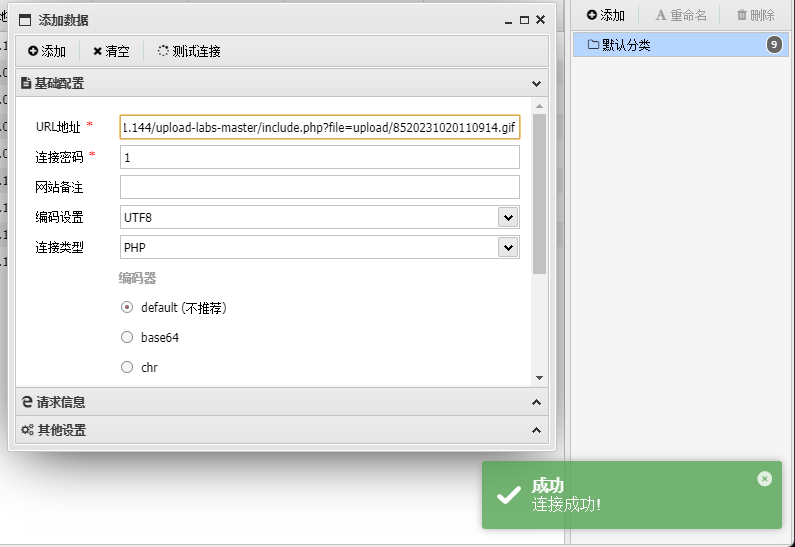 添加数据
添加 清空 测试连接
基础配置
URL地址 * 1.144/upload-labs-master/include.php?file=upload/8520231020110914.gif
连接密码 * 1
网站备注
编码设置 UTF8
连接类型 PHP
编码器
default (不推荐)
base64
chr
请求信息
其他设置
添加 重命名 删除
默认分类 9
成功
连接成功!